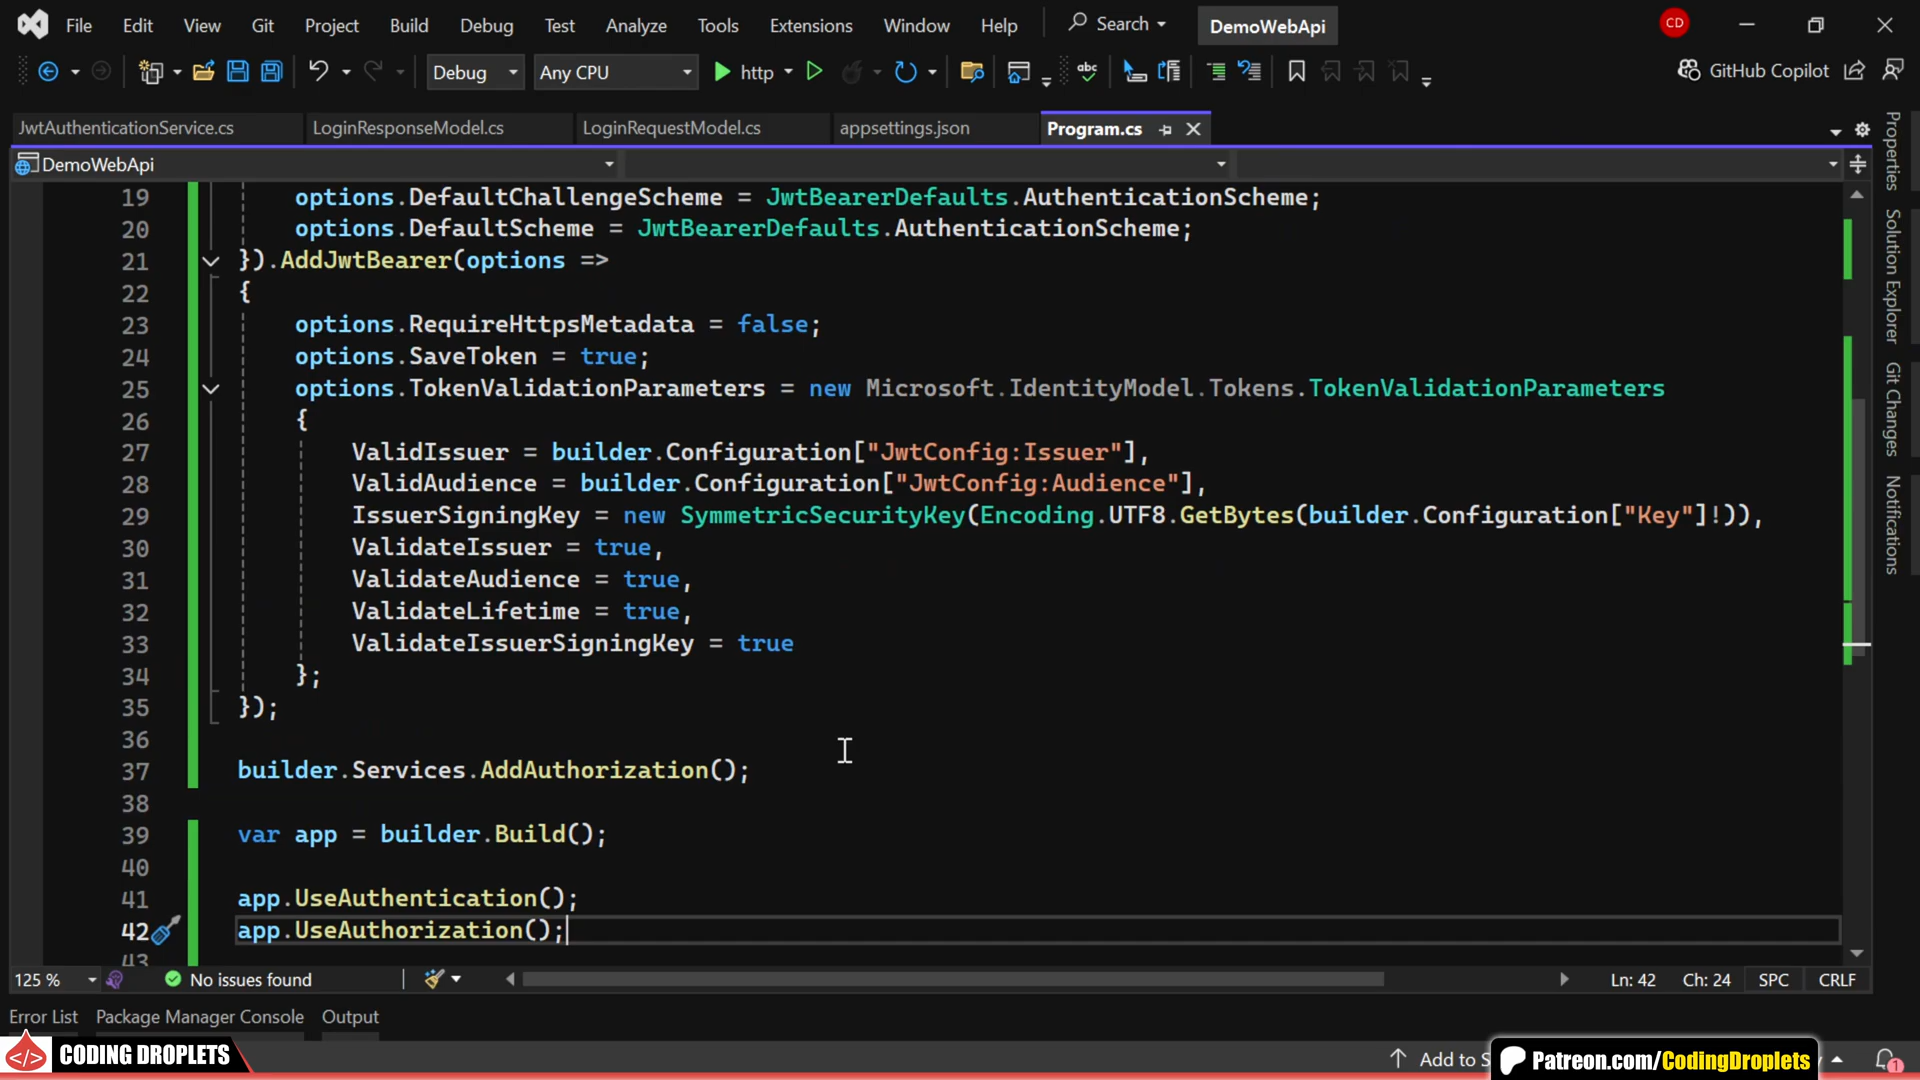 File Edit View Git Project Build Debug Test Analyze Tools Extensions Window Help Search DemoWebApi CD
Debug Any CPU http GitHub Copilot
JwtAuthenticationService.cs LoginResponseModel.cs LoginRequestModel.cs appsettings.json Program.cs
DemoWebApi
19 options.DefaultChallengeScheme = JwtBearerDefaults.AuthenticationScheme;
20 options.DefaultScheme = JwtBearerDefaults.AuthenticationScheme;
21 }).AddJwtBearer(options =>
22 {
23 options.RequireHttpsMetadata = false;
24 options.SaveToken = true;
25 options.TokenValidationParameters = new Microsoft.IdentityModel.Tokens.TokenValidationParameters
26 {
27 ValidIssuer = builder.Configuration["JwtConfig:Issuer"],
28 ValidAudience = builder.Configuration["JwtConfig:Audience"],
29 IssuerSigningKey = new SymmetricSecurityKey(Encoding.UTF8.GetBytes(builder.Configuration["Key"]!)),
30 ValidateIssuer = true,
31 ValidateAudience = true,
32 ValidateLifetime = true,
33 ValidateIssuerSigningKey = true
34 };
35 });
36
37 builder.Services.AddAuthorization();
38
39 var app = builder.Build();
40
41 app.UseAuthentication();
42 app.UseAuthorization();
43
125 % No issues found Ln: 42 Ch: 24 SPC CRLF
Error List Package Manager Console Output
</> CODING DROPLETS Add to Patreon.com/CodingDroplets 1
Properties
Solution Explorer
Git Changes
Notifications